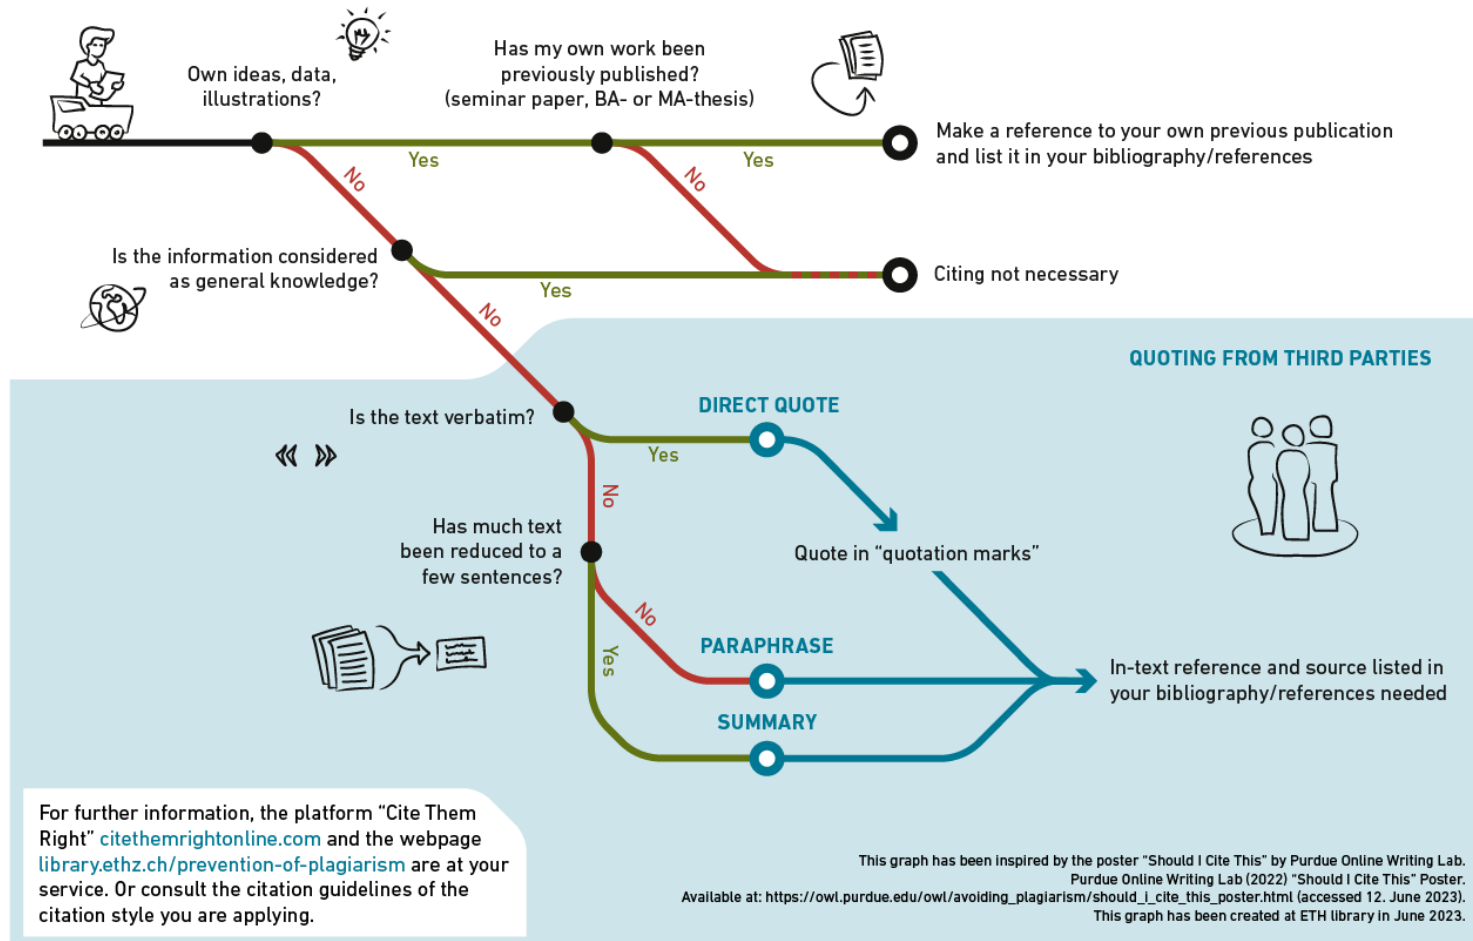 Own ideas, data,
illustrations?
Has my own work been
previously published?
(seminar paper, BA- or MA-thesis)
Yes
Yes
Make a reference to your own previous publication
and list it in your bibliography/references
No
No
Is the information considered
as general knowledge?
Yes
Citing not necessary
No
QUOTING FROM THIRD PARTIES
Is the text verbatim?
DIRECT QUOTE
Yes
« »
No
Has much text
been reduced to a
few sentences?
Quote in “quotation marks”
No
Yes
PARAPHRASE
In-text reference and source listed in
your bibliography/references needed
SUMMARY
For further information, the platform “Cite Them
Right” citethemrightonline.com and the webpage
library.ethz.ch/prevention-of-plagiarism are at your
service. Or consult the citation guidelines of the
citation style you are applying.
This graph has been inspired by the poster “Should I Cite This” by Purdue Online Writing Lab.
Purdue Online Writing Lab (2022) “Should I Cite This” Poster.
Available at: https://owl.purdue.edu/owl/avoiding_plagiarism/should_i_cite_this_poster.html (accessed 12. June 2023).
This graph has been created at ETH library in June 2023.